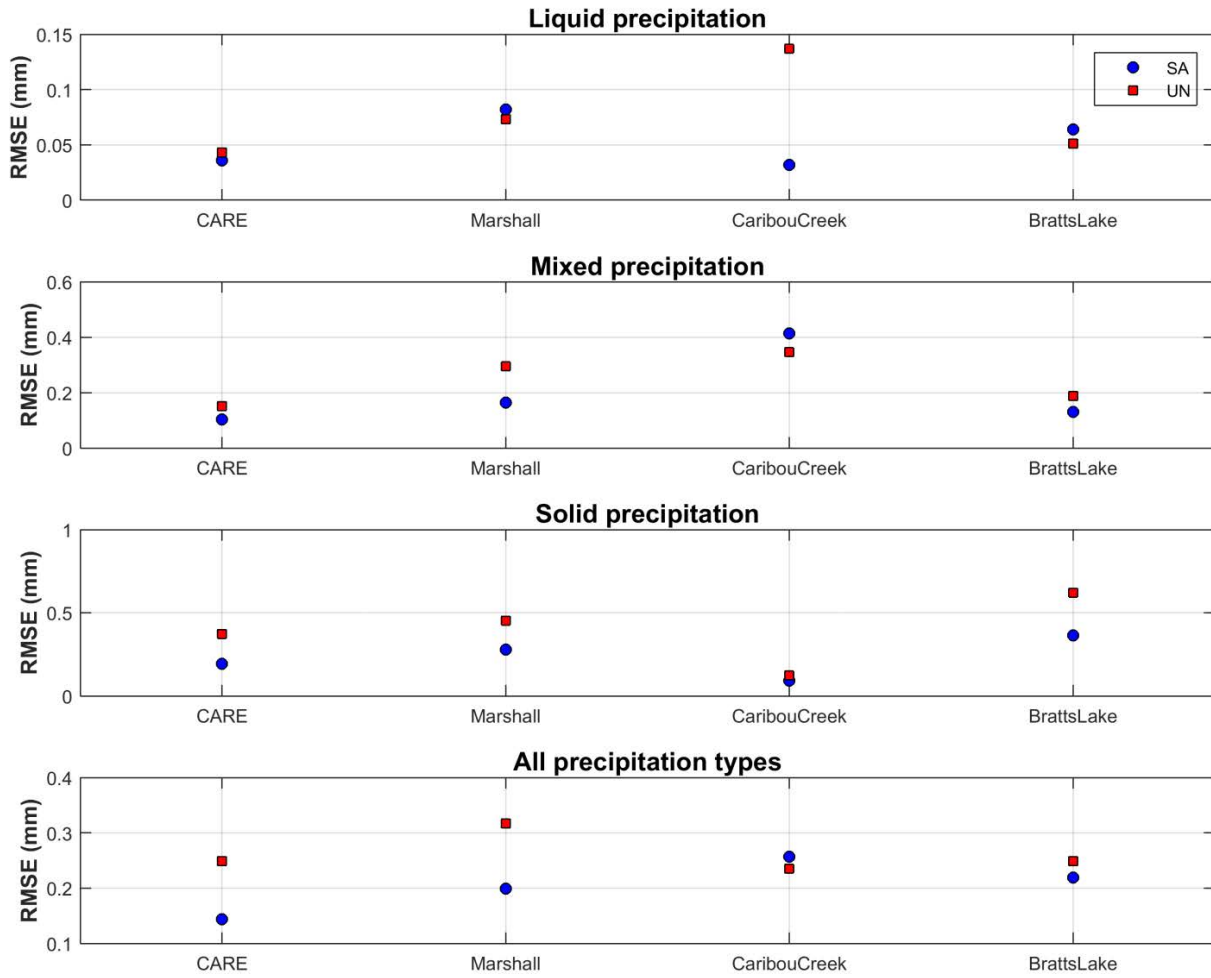 Liquid precipitation
0.15
0.1
0.05
0
RMSE (mm)
SA
UN
CARE Marshall CaribouCreek BrattsLake
Mixed precipitation
0.6
0.4
0.2
0
RMSE (mm)
CARE Marshall CaribouCreek BrattsLake
Solid precipitation
1
0.5
0
RMSE (mm)
CARE Marshall CaribouCreek BrattsLake
All precipitation types
0.4
0.3
0.2
0.1
RMSE (mm)
CARE Marshall CaribouCreek BrattsLake